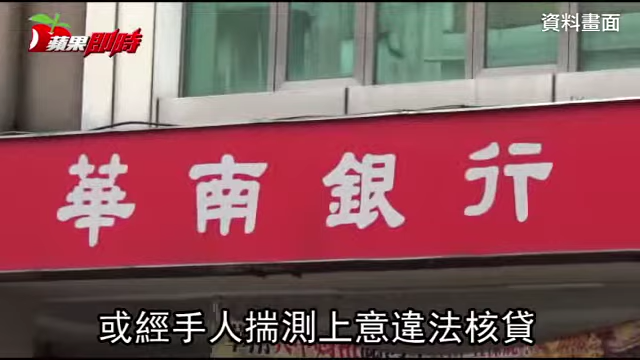 蘋果即時
資料畫面
華南銀行
或經手人揣測上意違法核貸